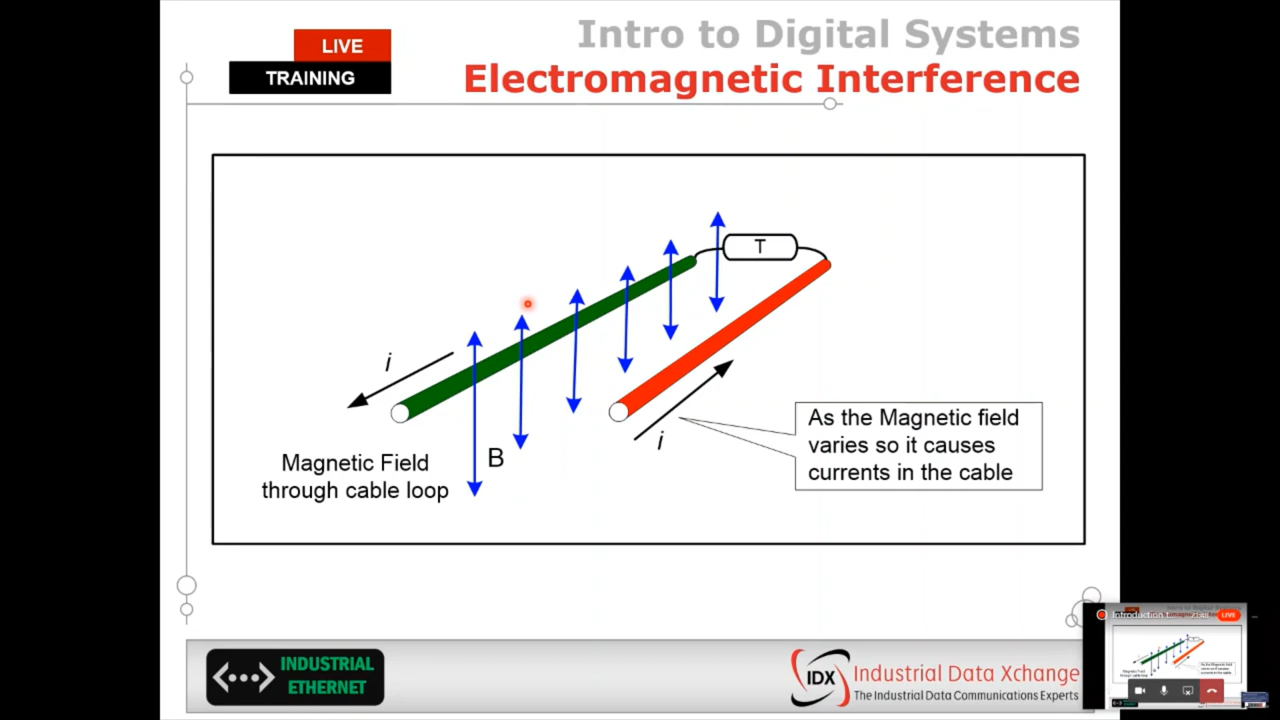 Intro to Digital Systems
LIVE
TRAINING
Electromagnetic Interference
T
i
i
B
As the Magnetic field
varies so it causes
currents in the cable
Magnetic Field
through cable loop
INDUSTRIAL
ETHERNET
IDX
Industrial Data Xchange
The Industrial Data Communications Experts
LIVE